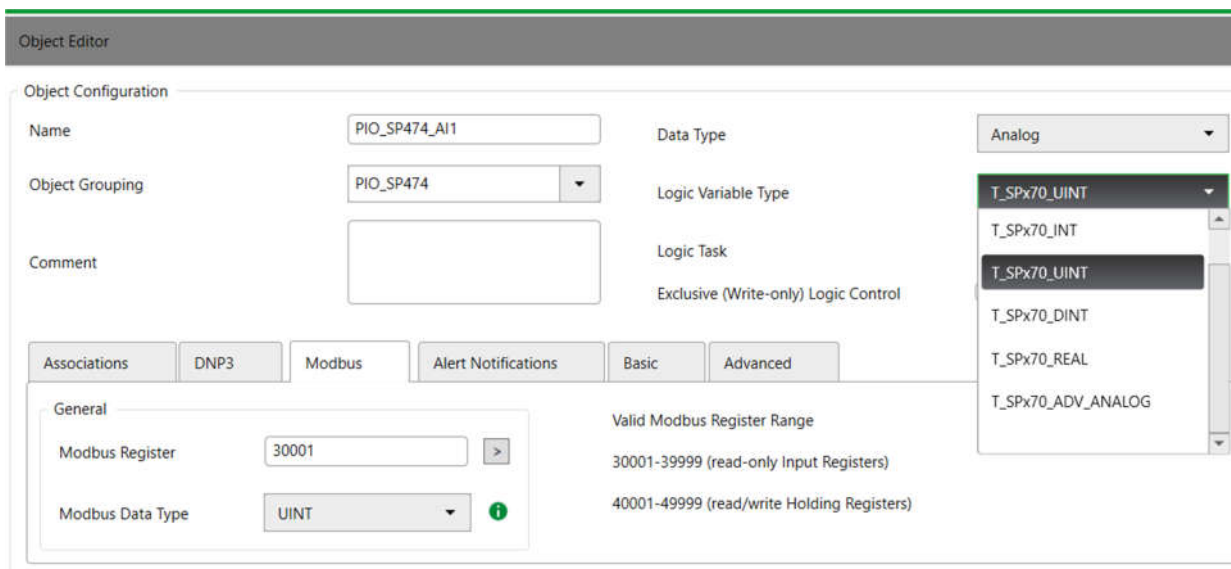 Object Editor
Object Configuration
Name
PIO_SP474_AI1
Data Type
Analog
Object Grouping
PIO_SP474
Logic Variable Type
T_SPx70_UINT
T_SPx70_INT
Comment
Logic Task
T_SPx70_UINT
Exclusive (Write-only) Logic Control
T_SPx70_DINT
T_SPx70_REAL
T_SPx70_ADV_ANALOG
Associations
DNP3
Modbus
Alert Notifications
Basic
Advanced
General
Modbus Register
30001
>
Modbus Data Type
UINT
i
Valid Modbus Register Range
30001-39999 (read-only Input Registers)
40001-49999 (read/write Holding Registers)